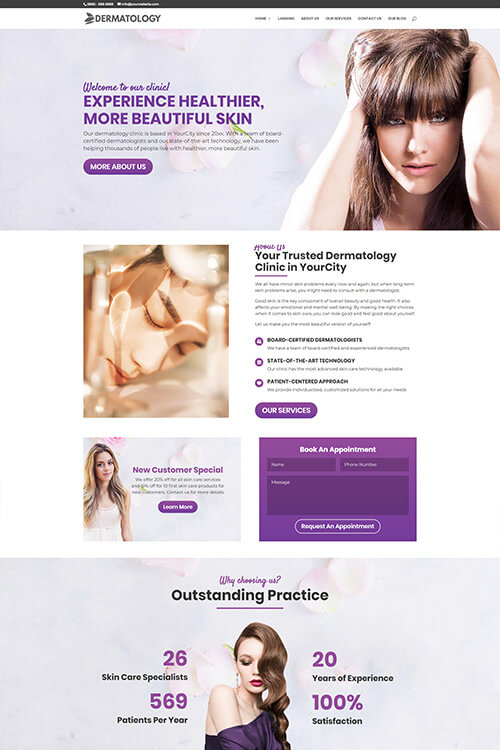 (555) - 555 5555 info@yourwebsite.com
DERMATOLOGY
HOME LANDING ABOUT US OUR SERVICES CONTACT US OUR BLOG
Welcome to our clinic!
EXPERIENCE HEALTHIER,
MORE BEAUTIFUL SKIN
Our dermatology clinic is based in YourCity since 20xx. With a team of board-
certified dermatologists and our state-of-the-art technology, we have been
helping thousands of people live with healthier, more beautiful skin.
MORE ABOUT US
About Us
Your Trusted Dermatology
Clinic in YourCity
We all have minor skin problems every now and again, but when long-term
skin problems arise, you might need to consult with a dermatologist.
Good skin is the key component of overall beauty and good health. It also
affects your emotional and mental well-being. By making the right choices
when it comes to skin care, you can look good and feel good about yourself.
Let us make you the most beautiful version of yourself!
BOARD-CERTIFIED DERMATOLOGISTS
We have a team of board-certified and experienced dermatologists
STATE-OF-THE-ART TECHNOLOGY
Our clinic has the most advanced skin care technology available
PATIENT-CENTERED APPROACH
We provide individualized, customized solutions for all your needs
OUR SERVICES
New Customer Special
We offer 20% off for all skin care services
and 10% off for 10 first skin care products for
new customers. Contact us for more details
Learn More
Book An Appointment
Name Phone Number
Message
Request An Appointment
Why choosing us?
Outstanding Practice
26
Skin Care Specialists
569
Patients Per Year
20
Years of Experience
100%
Satisfaction